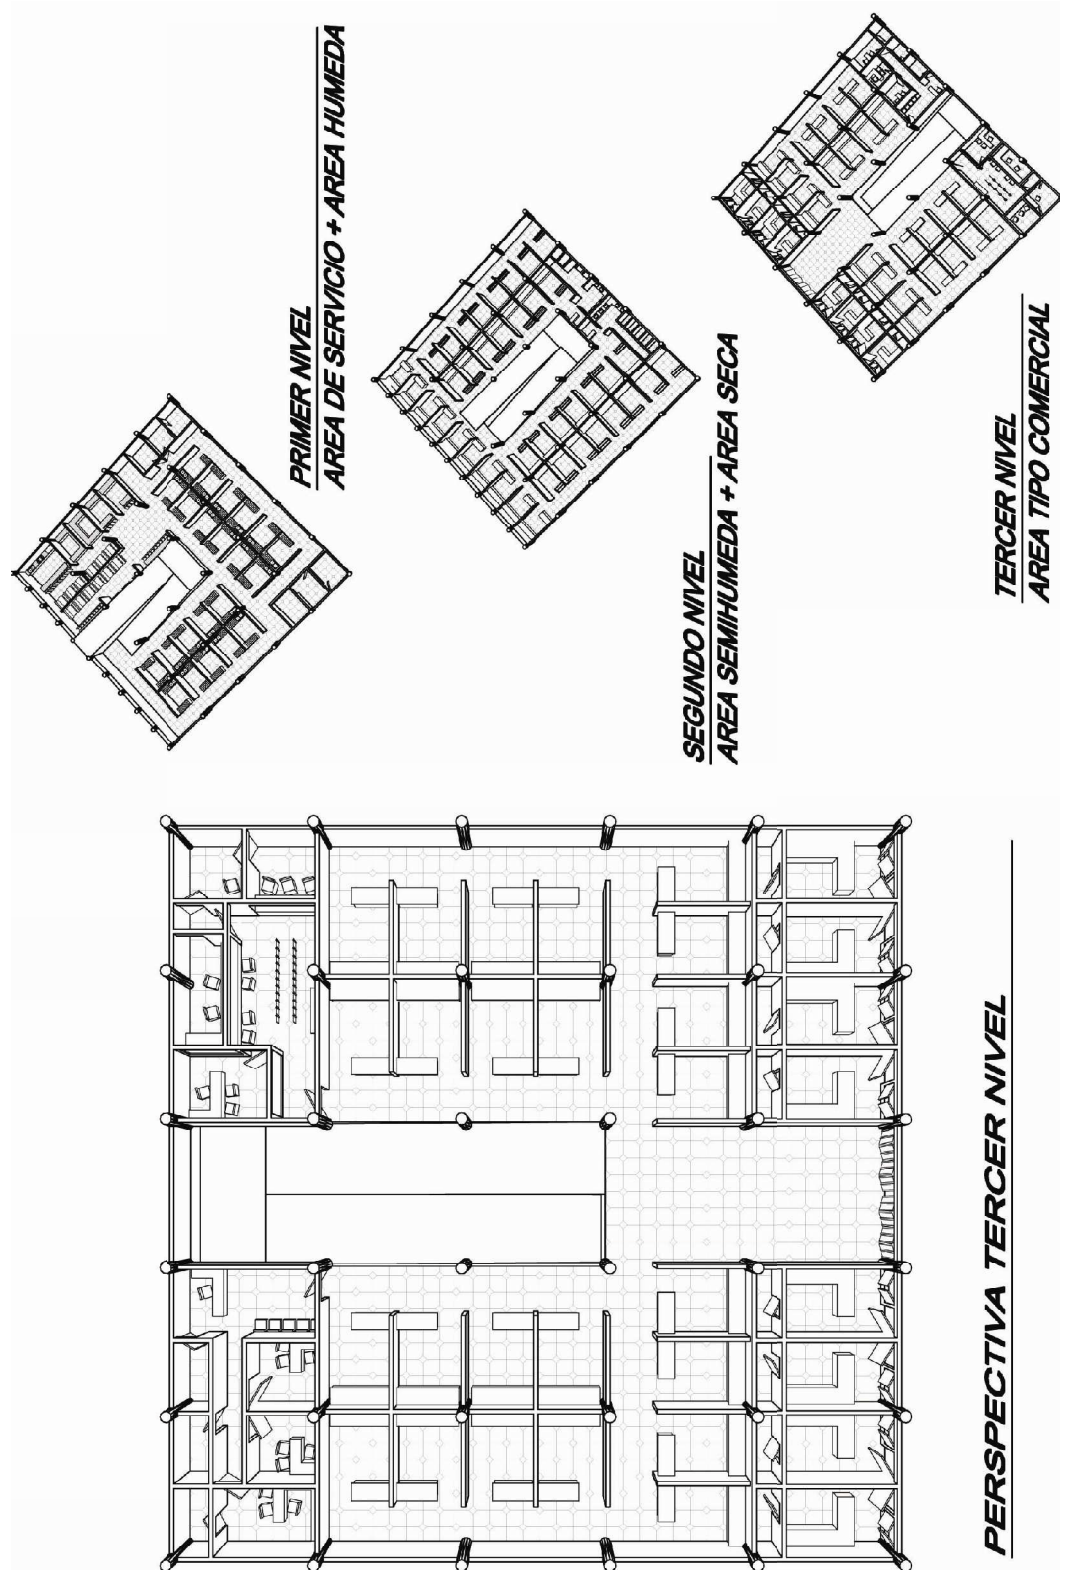 PRIMER NIVEL
AREA DE SERVICIO + AREA HUMEDA
SEGUNDO NIVEL
AREA SEMIHUMEDA + AREA SECA
TERCER NIVEL
AREA TIPO COMERCIAL
PERSPECTIVA TERCER NIVEL